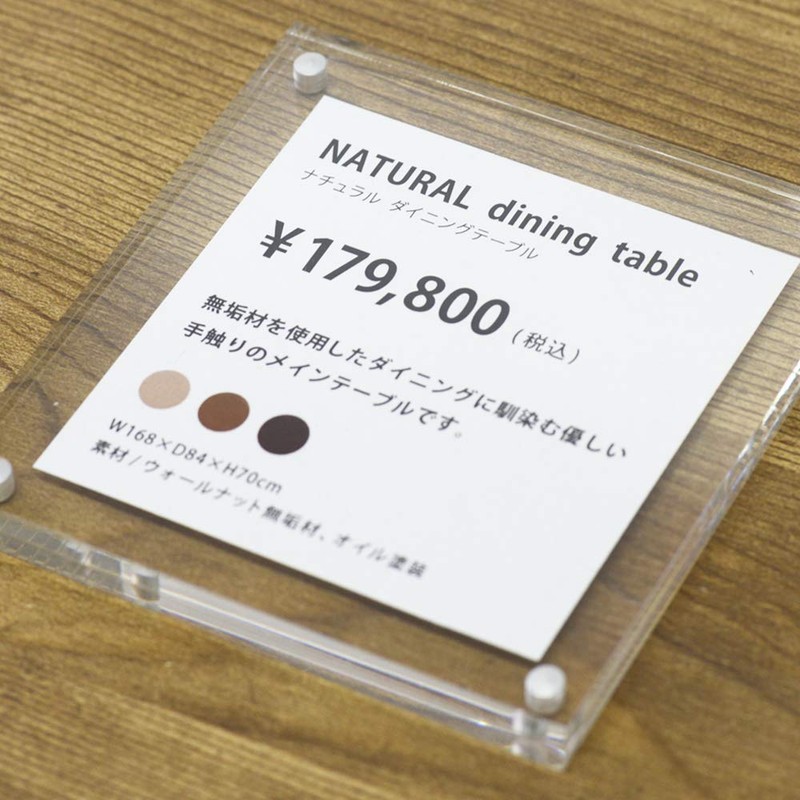 NATURAL dining table
ナチュラル ダイニングテーブル
¥179,800(税込)
無垢材を使用したダイニングに馴染む優しい
手触りのメインテーブルです。
W168×D84×H70cm
素材/ウォールナット無垢材、オイル塗装